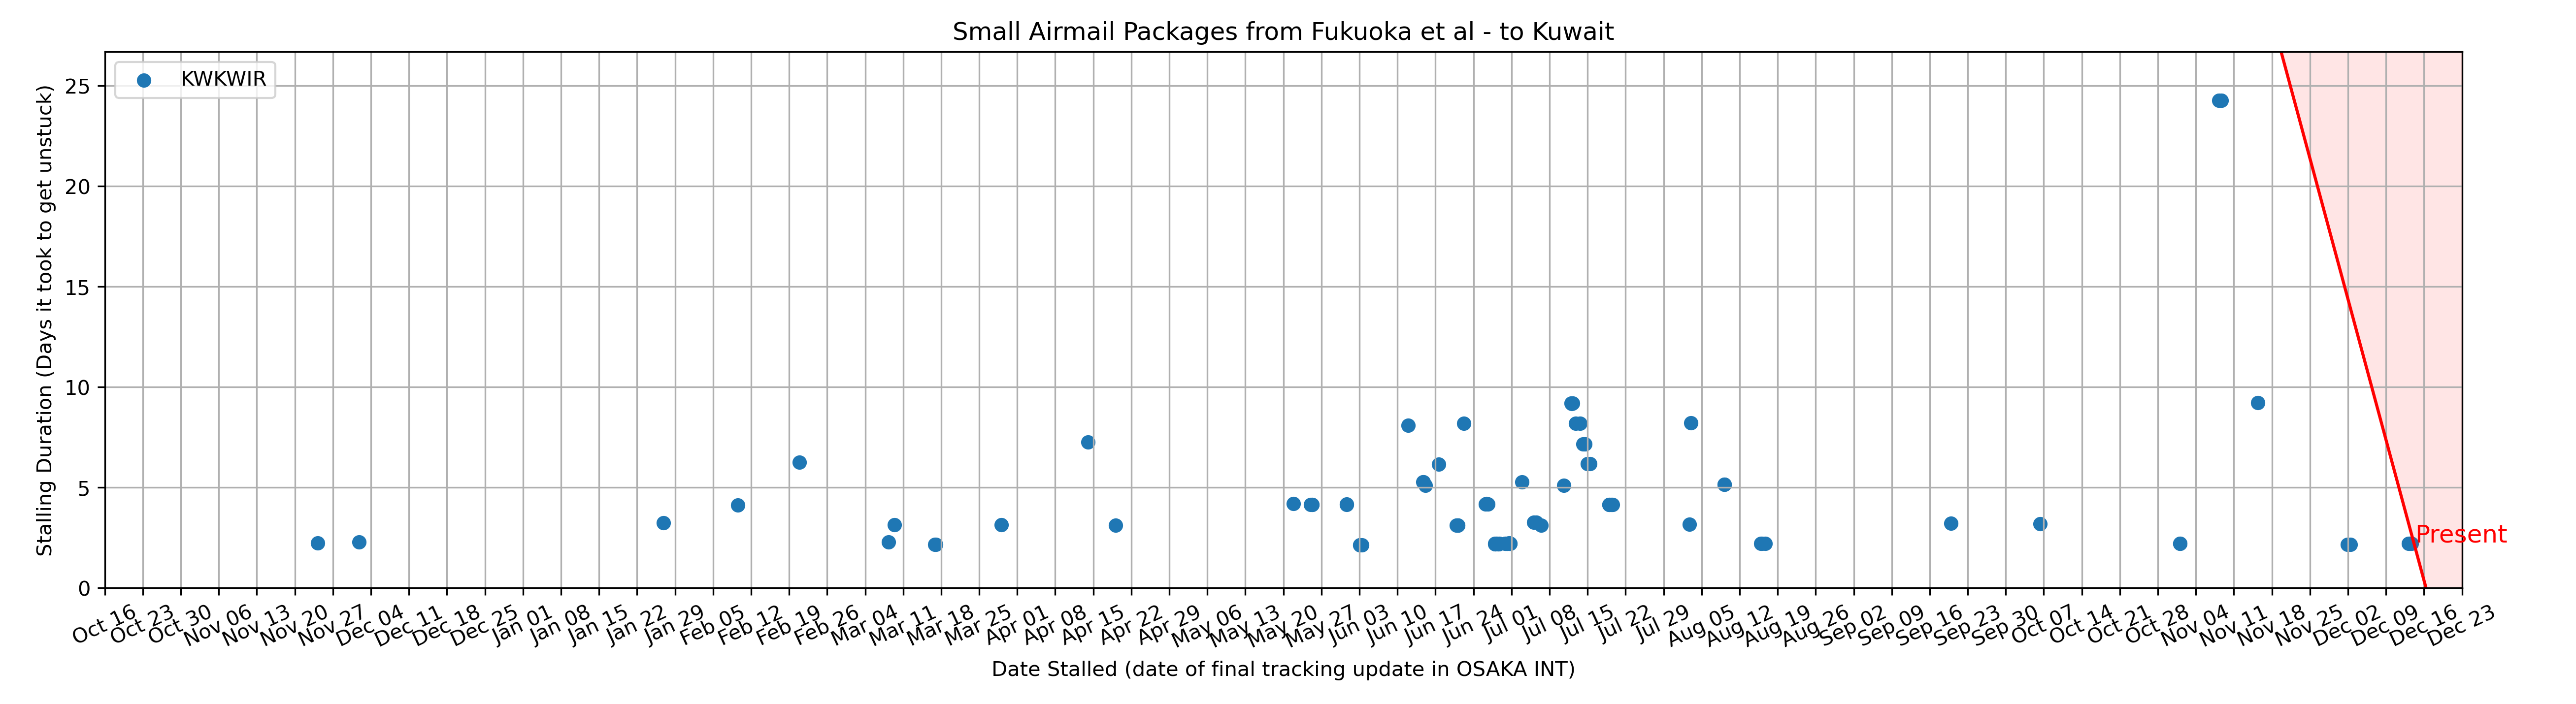 Small Airmail Packages from Fukuoka et al - to Kuwait
KWKWIR
Stalling Duration (Days it took to get unstuck)
25
20
15
10
5
0
Present
Oct 16 Oct 23 Oct 30 Nov 06 Nov 13 Nov 20 Nov 27 Dec 04 Dec 11 Dec 18 Dec 25 Jan 01 Jan 08 Jan 15 Jan 22 Jan 29 Feb 05 Feb 12 Feb 19 Feb 26 Mar 04 Mar 11 Mar 18 Mar 25 Apr 01 Apr 08 Apr 15 Apr 22 Apr 29 May 06 May 13 May 20 May 27 Jun 03 Jun 10 Jun 17 Jun 24 Jul 01 Jul 08 Jul 15 Jul 22 Jul 29 Aug 05 Aug 12 Aug 19 Aug 26 Sep 02 Sep 09 Sep 16 Sep 23 Sep 30 Oct 07 Oct 14 Oct 21 Oct 28 Nov 04 Nov 11 Nov 18 Nov 25 Dec 02 Dec 09 Dec 16 Dec 23
Date Stalled (date of final tracking update in OSAKA INT)